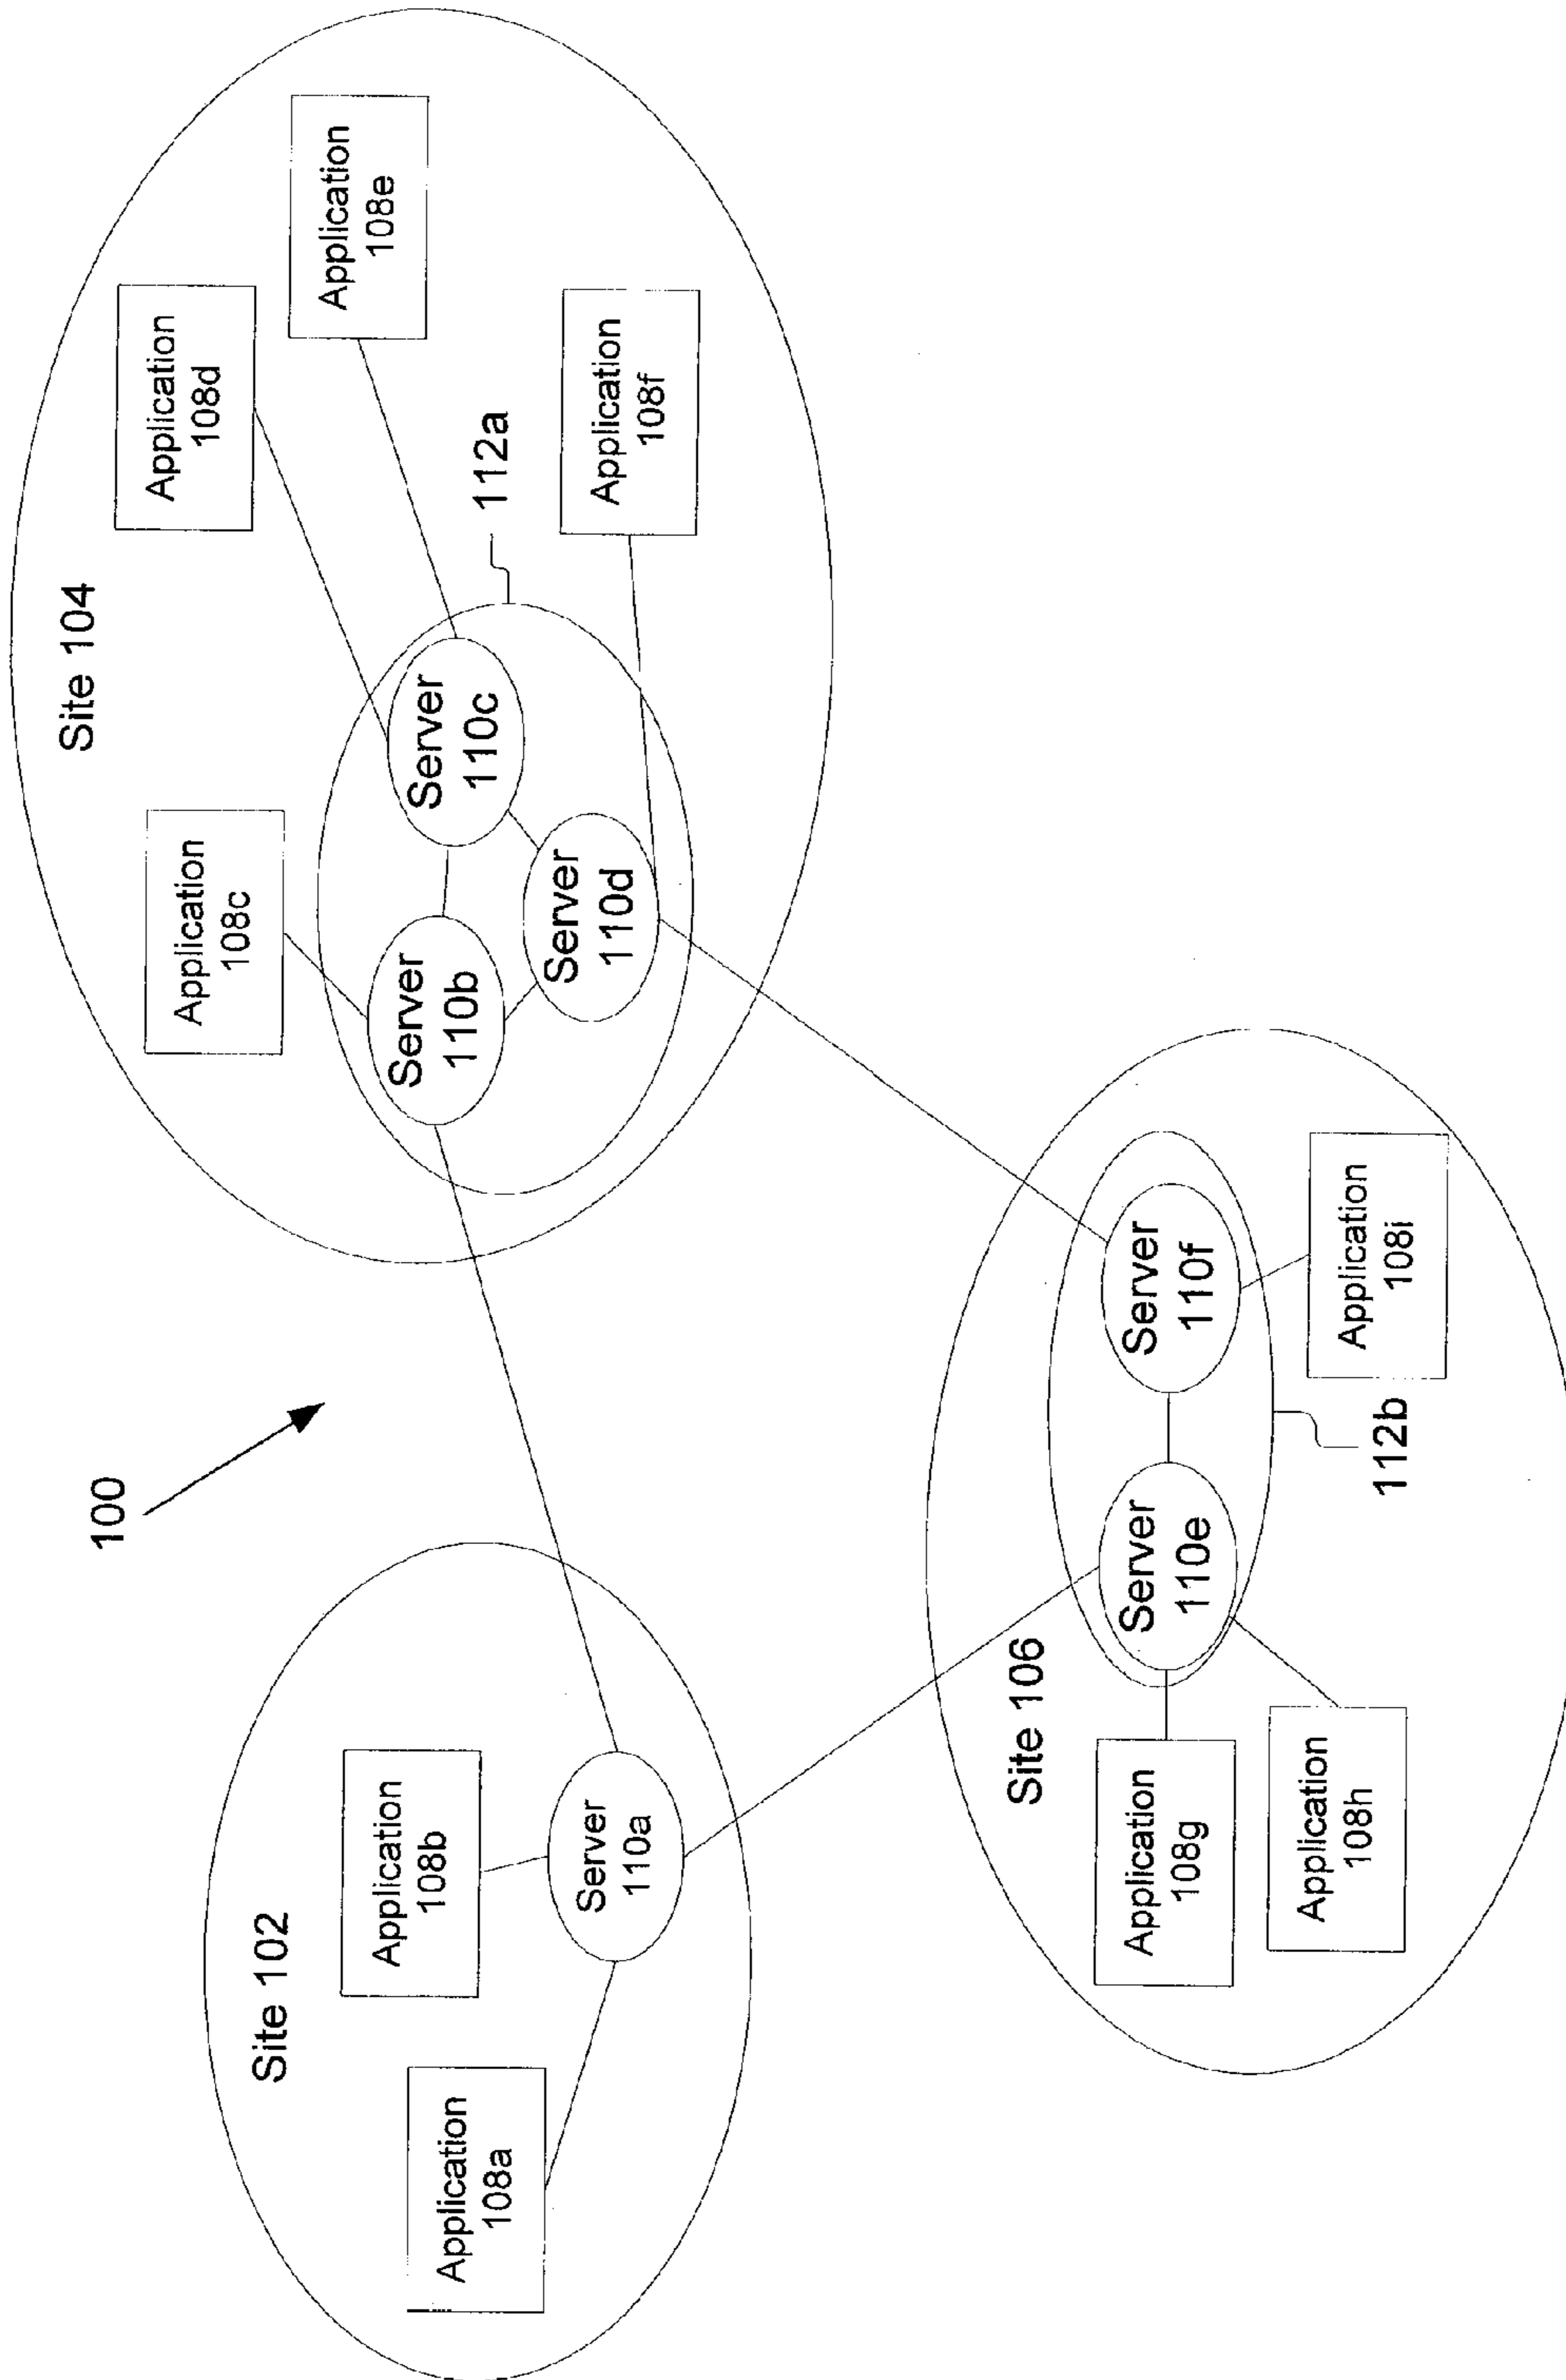 100
Site 102
Application
108a
Application
108b
Server
110a
Site 104
Application
108c
Application
108d
Application
108e
Application
108f
Server
110b
Server
110c
Server
110d
112a
Site 106
Application
108g
Application
108h
Server
110e
Server
110f
Application
108i
112b